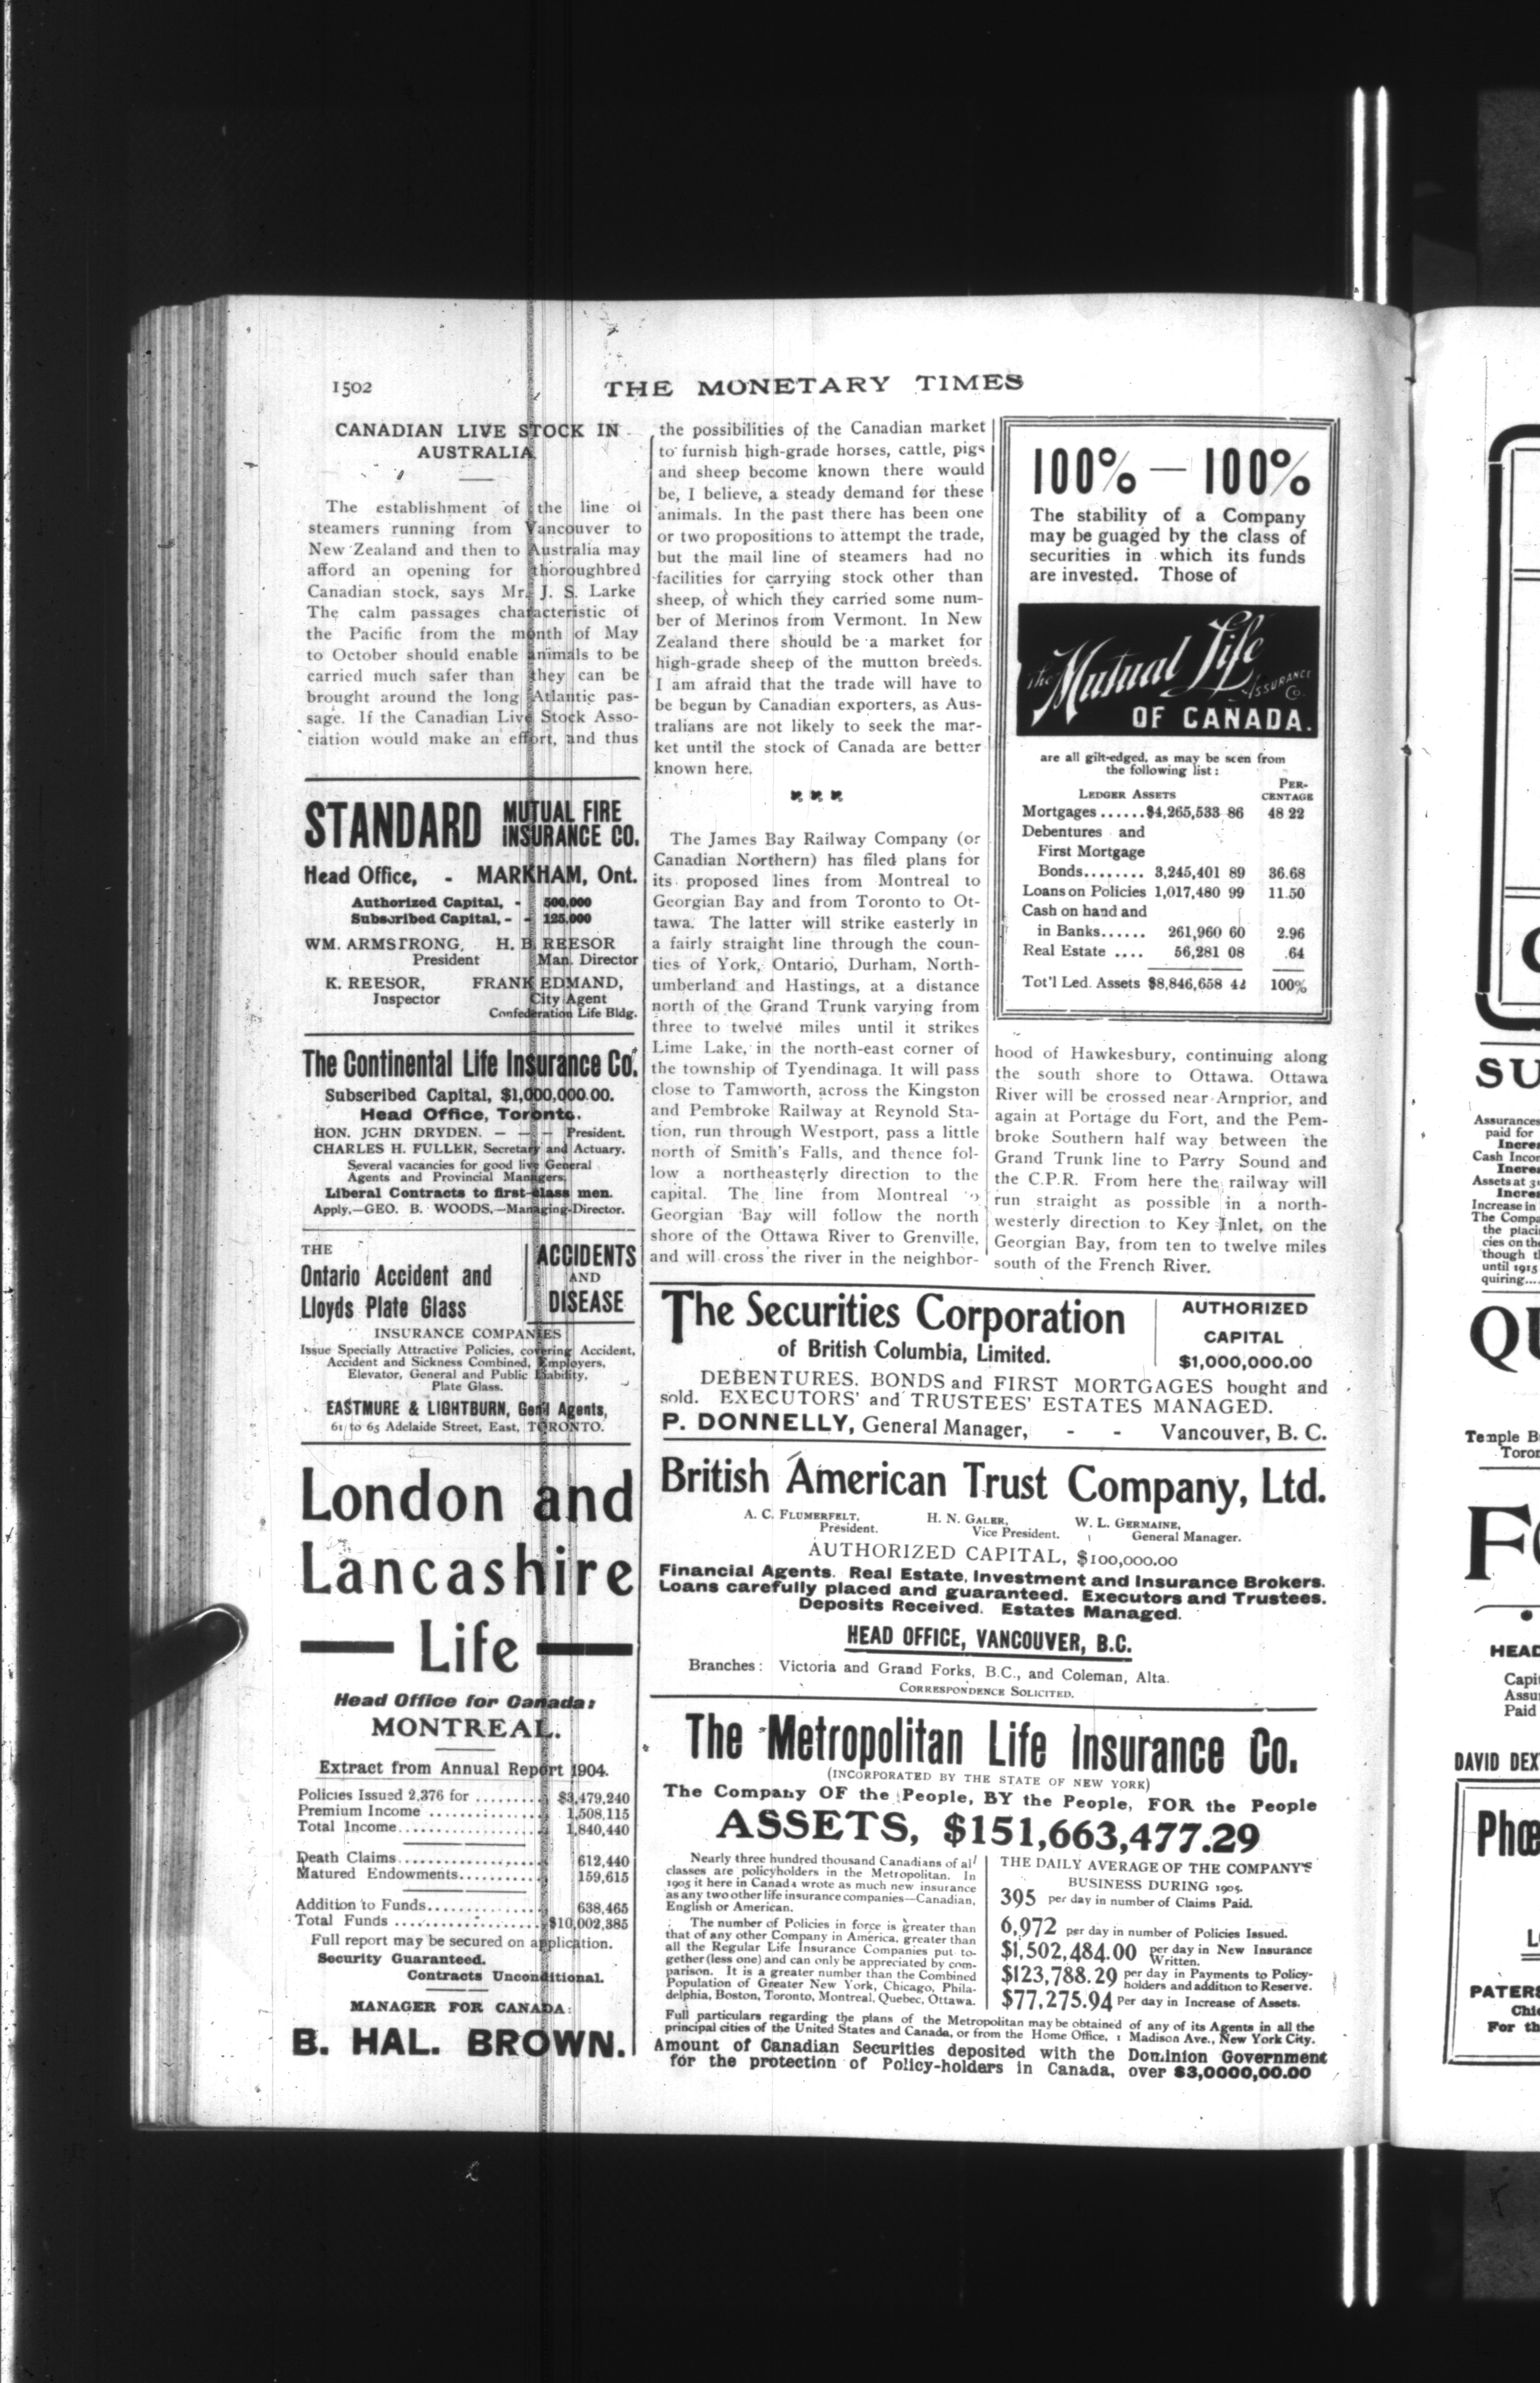 1502
THE MONETARY TIMES
CANADIAN LIVE STOCK IN
AUSTRALIA.
The establishment of the line of
steamers running from Vancouver to
New Zealand and then to Australia may
afford an opening for thoroughbred
Canadian stock, says Mr. J. S. Larke
The calm passages characteristic of
the Pacific from the month of May
to October should enable animals to be
carried much safer than they can be
brought around the long Atlantic pas-
sage. If the Canadian Live Stock Asso-
ciation would make an effort, and thus
STANDARD MUTUAL FIRE
INSURANCE CO.
Head Office, - MARKHAM, Ont.
Authorized Capital, - 500,000
Subscribed Capital, - - 125,000
WM. ARMSTRONG, H. B. REESOR
President Man. Director
K. REESOR, FRANK EDMAND,
Inspector City Agent
Confederation Life Bldg.
The Continental Life Insurance Co.
Subscribed Capital, $1,000,000.00.
Head Office, Toronto.
HON. JOHN DRYDEN. — — — President.
CHARLES H. FULLER, Secretary and Actuary.
Several vacancies for good live General
Agents and Provincial Managers.
Liberal Contracts to first-class men.
Apply.—GEO. B. WOODS,—Managing-Director.
THE
Ontario Accident and
Lloyds Plate Glass
ACCIDENTS
AND
DISEASE
INSURANCE COMPANIES
Issue Specially Attractive Policies, covering Accident,
Accident and Sickness Combined, Employers,
Elevator, General and Public Liability,
Plate Glass.
EASTMURE & LIGHTBURN, Gen'l Agents,
61 to 65 Adelaide Street, East, TORONTO.
London and
Lancashire
Life
Head Office for Canada:
MONTREAL.
Extract from Annual Report 1904.
Policies Issued 2,376 for ........ $3,479,240
Premium Income ............. 1,508,115
Total Income................. 1,840,440
Death Claims................. 612,440
Matured Endowments........... 159,615
Addition to Funds............. 638,465
Total Funds ................. $10,002,385
Full report may be secured on application.
Security Guaranteed.
Contracts Unconditional.
MANAGER FOR CANADA:
B. HAL. BROWN.
the possibilities of the Canadian market
to furnish high-grade horses, cattle, pigs
and sheep become known there would
be, I believe, a steady demand for these
animals. In the past there has been one
or two propositions to attempt the trade,
but the mail line of steamers had no
facilities for carrying stock other than
sheep, of which they carried some num-
ber of Merinos from Vermont. In New
Zealand there should be a market for
high-grade sheep of the mutton breeds.
I am afraid that the trade will have to
be begun by Canadian exporters, as Aus-
tralians are not likely to seek the mar-
ket until the stock of Canada are better
known here.
The James Bay Railway Company (or
Canadian Northern) has filed plans for
its proposed lines from Montreal to
Georgian Bay and from Toronto to Ot-
tawa. The latter will strike easterly in
a fairly straight line through the coun-
ties of York, Ontario, Durham, North-
umberland and Hastings, at a distance
north of the Grand Trunk varying from
three to twelve miles until it strikes
Lime Lake, in the north-east corner of
the township of Tyendinaga. It will pass
close to Tamworth, across the Kingston
and Pembroke Railway at Reynold Sta-
tion, run through Westport, pass a little
north of Smith's Falls, and thence fol-
low a northeasterly direction to the
capital. The line from Montreal
Georgian Bay will follow the north
shore of the Ottawa River to Grenville,
and will cross the river in the neighbor-
100% — 100%
The stability of a Company
may be guaged by the class of
securities in which its funds
are invested. Those of
The Mutual Life
ASSURANCE
Co.
OF CANADA.
are all gilt-edged, as may be seen from
the following list:
LEDGER ASSETS PER-
CENTAGE
Mortgages ......$4,265,533 86 48 22
Debentures and
First Mortgage
Bonds........ 3,245,401 89 36.68
Loans on Policies 1,017,480 99 11.50
Cash on hand and
in Banks...... 261,960 60 2.96
Real Estate .... 56,281 08 .64
Tot'l Led. Assets $8,846,658 42 100%
hood of Hawkesbury, continuing along
the south shore to Ottawa. Ottawa
River will be crossed near Arnprior, and
again at Portage du Fort, and the Pem-
broke Southern half way between the
Grand Trunk line to Parry Sound and
the C.P.R. From here the railway will
run straight as possible in a north-
westerly direction to Key Inlet, on the
Georgian Bay, from ten to twelve miles
south of the French River.
The Securities Corporation
of British Columbia, Limited.
AUTHORIZED
CAPITAL
$1,000,000.00
DEBENTURES. BONDS and FIRST MORTGAGES bought and
sold. EXECUTORS' and TRUSTEES' ESTATES MANAGED.
P. DONNELLY, General Manager, - - Vancouver, B. C.
British American Trust Company, Ltd.
A. C. FLUMERFELT, H. N. GALER, W. L. GERMAINE,
President. Vice President. General Manager.
AUTHORIZED CAPITAL, $100,000.00
Financial Agents. Real Estate, Investment and Insurance Brokers.
Loans carefully placed and guaranteed. Executors and Trustees.
Deposits Received. Estates Managed.
HEAD OFFICE, VANCOUVER, B.C.
Branches: Victoria and Grand Forks, B.C., and Coleman, Alta.
CORRESPONDENCE SOLICITED.
The Metropolitan Life Insurance Co.
(INCORPORATED BY THE STATE OF NEW YORK)
The Company OF the People, BY the People, FOR the People
ASSETS, $151,663,477.29
Nearly three hundred thousand Canadians of all
classes are policyholders in the Metropolitan. In
1905 it here in Canada wrote as much new insurance
as any two other life insurance companies—Canadian,
English or American.
The number of Policies in force is greater than
that of any other Company in America, greater than
all the Regular Life Insurance Companies put to-
gether (less one) and can only be appreciated by com-
parison. It is a greater number than the Combined
Population of Greater New York, Chicago, Phila-
delphia, Boston, Toronto, Montreal, Quebec, Ottawa.
THE DAILY AVERAGE OF THE COMPANY'S
BUSINESS DURING 1905.
395 per day in number of Claims Paid.
6,972 per day in number of Policies Issued.
$1,502,484.00 per day in New Insurance
Written.
$123,788.29 per day in Payments to Policy-
holders and addition to Reserve.
$77,275.94 Per day in Increase of Assets.
Full particulars regarding the plans of the Metropolitan may be obtained of any of its Agents in all the
principal cities of the United States and Canada, or from the Home Office, 1 Madison Ave., New York City.
Amount of Canadian Securities deposited with the Dominion Government
for the protection of Policy-holders in Canada, over $3,0000,00.00
SU
Assurances
paid for
Cash Incom
Assets at 31
Increase in
The Compa
the placi
cies on the
though t
until 1915
quiring....
QU
Temple B
Toron
HEAD
Capi
Assu
Paid
DAVID DEX
Phœ
PATERS
Chi
For th